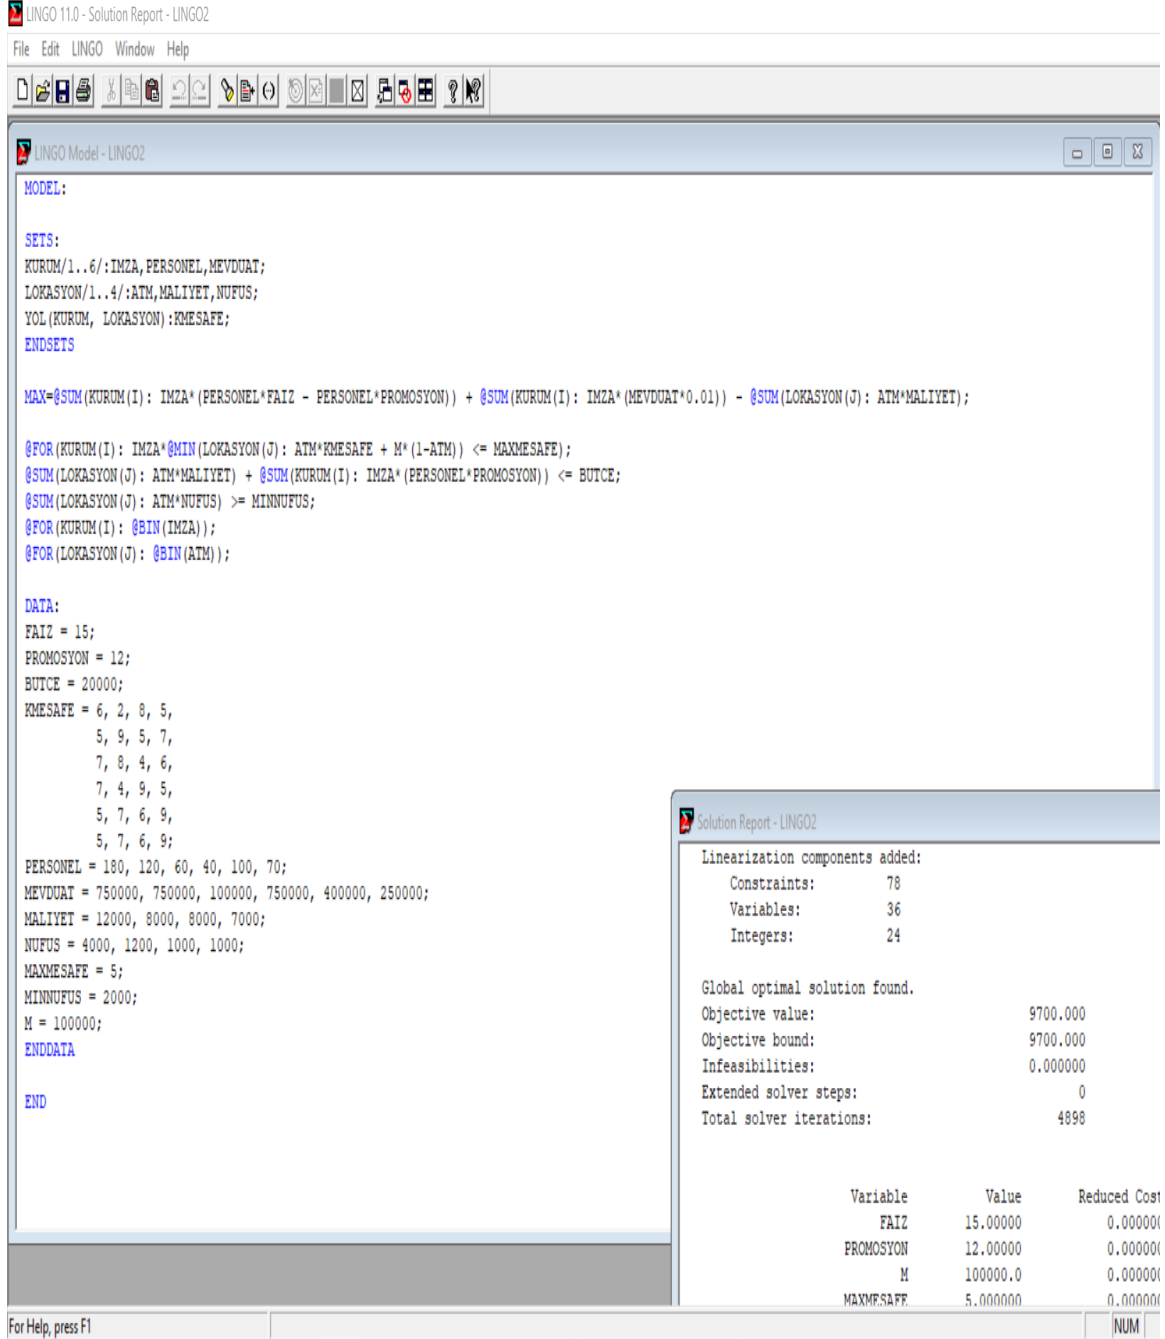 LINGO 11.0 - Solution Report - LINGO2
File Edit LINGO Window Help
LINGO Model - LINGO2
MODEL:
SETS:
KURUM/1..6/:IMZA,PERSONEL,MEVDUAT;
LOKASYON/1..4/:ATM,MALIYET,NUFUS;
YOL(KURUM, LOKASYON):KMESAFE;
ENDSETS
MAX=@SUM(KURUM(I): IMZA*(PERSONEL*FAIZ - PERSONEL*PROMOSYON)) + @SUM(KURUM(I): IMZA*(MEVDUAT*0.01)) - @SUM(LOKASYON(J): ATM*MALIYET);
@FOR(KURUM(I): IMZA*@MIN(LOKASYON(J): ATM*KMESAFE + M*(1-ATM)) <= MAXMESAFE);
@SUM(LOKASYON(J): ATM*MALIYET) + @SUM(KURUM(I): IMZA*(PERSONEL*PROMOSYON)) <= BUTCE;
@SUM(LOKASYON(J): ATM*NUFUS) >= MINNUFUS;
@FOR(KURUM(I): @BIN(IMZA));
@FOR(LOKASYON(J): @BIN(ATM));
DATA:
FAIZ = 15;
PROMOSYON = 12;
BUTCE = 20000;
KMESAFE = 6, 2, 8, 5,
5, 9, 5, 7,
7, 8, 4, 6,
7, 4, 9, 5,
5, 7, 6, 9,
5, 7, 6, 9;
PERSONEL = 180, 120, 60, 40, 100, 70;
MEVDUAT = 750000, 750000, 100000, 750000, 400000, 250000;
MALIYET = 12000, 8000, 8000, 7000;
NUFUS = 4000, 1200, 1000, 1000;
MAXMESAFE = 5;
MINNUFUS = 2000;
M = 100000;
ENDDATA
END
Solution Report - LINGO2
Linearization components added:
Constraints: 78
Variables: 36
Integers: 24
Global optimal solution found.
Objective value: 9700.000
Objective bound: 9700.000
Infeasibilities: 0.000000
Extended solver steps: 0
Total solver iterations: 4898
Variable Value Reduced Cost
FAIZ 15.00000 0.000000
PROMOSYON 12.00000 0.000000
M 100000.0 0.000000
MAXMESAFE 5.000000 0.000000
For Help, press F1
NUM